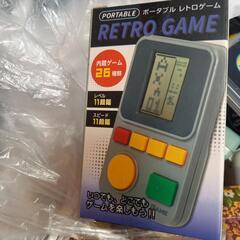 PORTABLE ポータブル レトロゲーム
RETRO GAME
内蔵ゲーム
26種類
レベル
11段階
スピード
11段階
GAME
いつでも、どこでも
ゲームを楽しもう!!